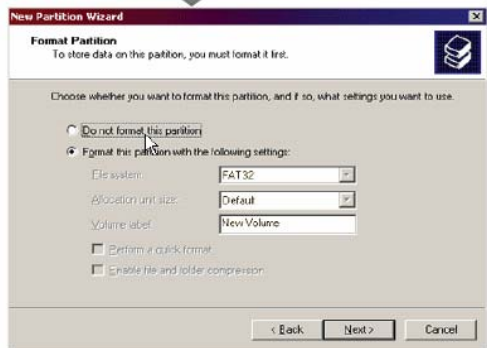 New Partition Wizard
Format Partition
To store data on this partition, you must format it first.
Choose whether you want to format this partition, and if so, what settings you want to use.
Do not format this partition
Format this partition with the following settings:
File system:
FAT32
Allocation unit size:
Default
Volume label
New Volume
Perform a quick format
Enable file and folder compression
< Back
Next >
Cancel